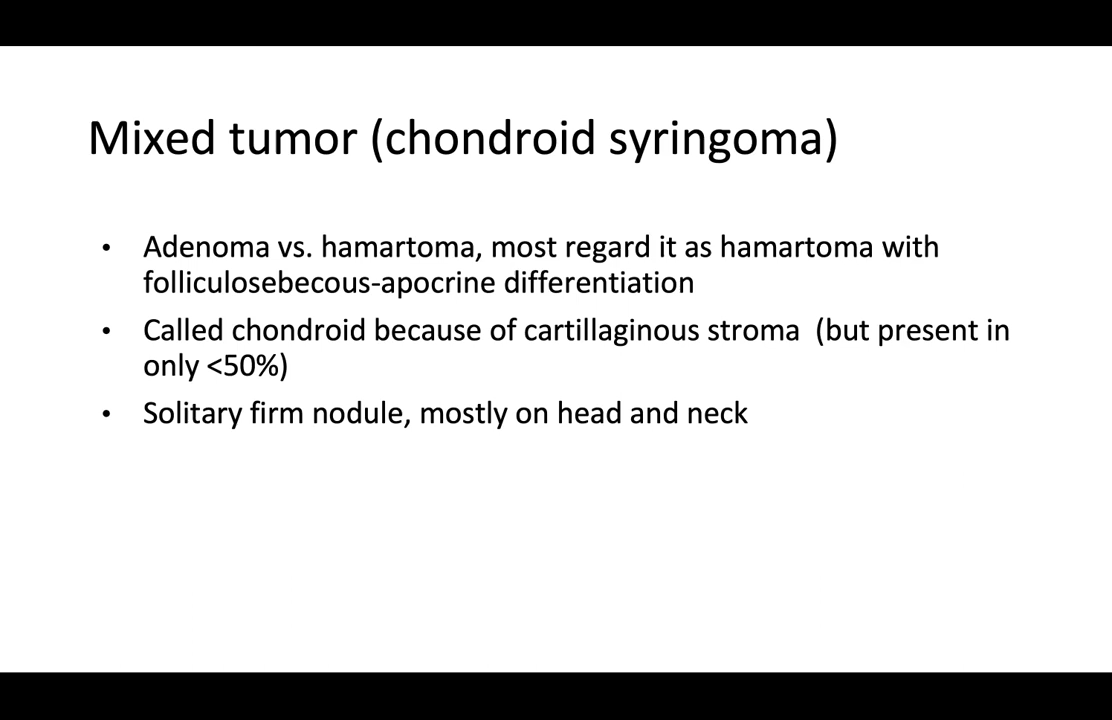 Mixed tumor (chondroid syringoma)
• Adenoma vs. hamartoma, most regard it as hamartoma with
folliculosebecous-apocrine differentiation
• Called chondroid because of cartillaginous stroma  (but present in
only <50%)
• Solitary firm nodule, mostly on head and neck